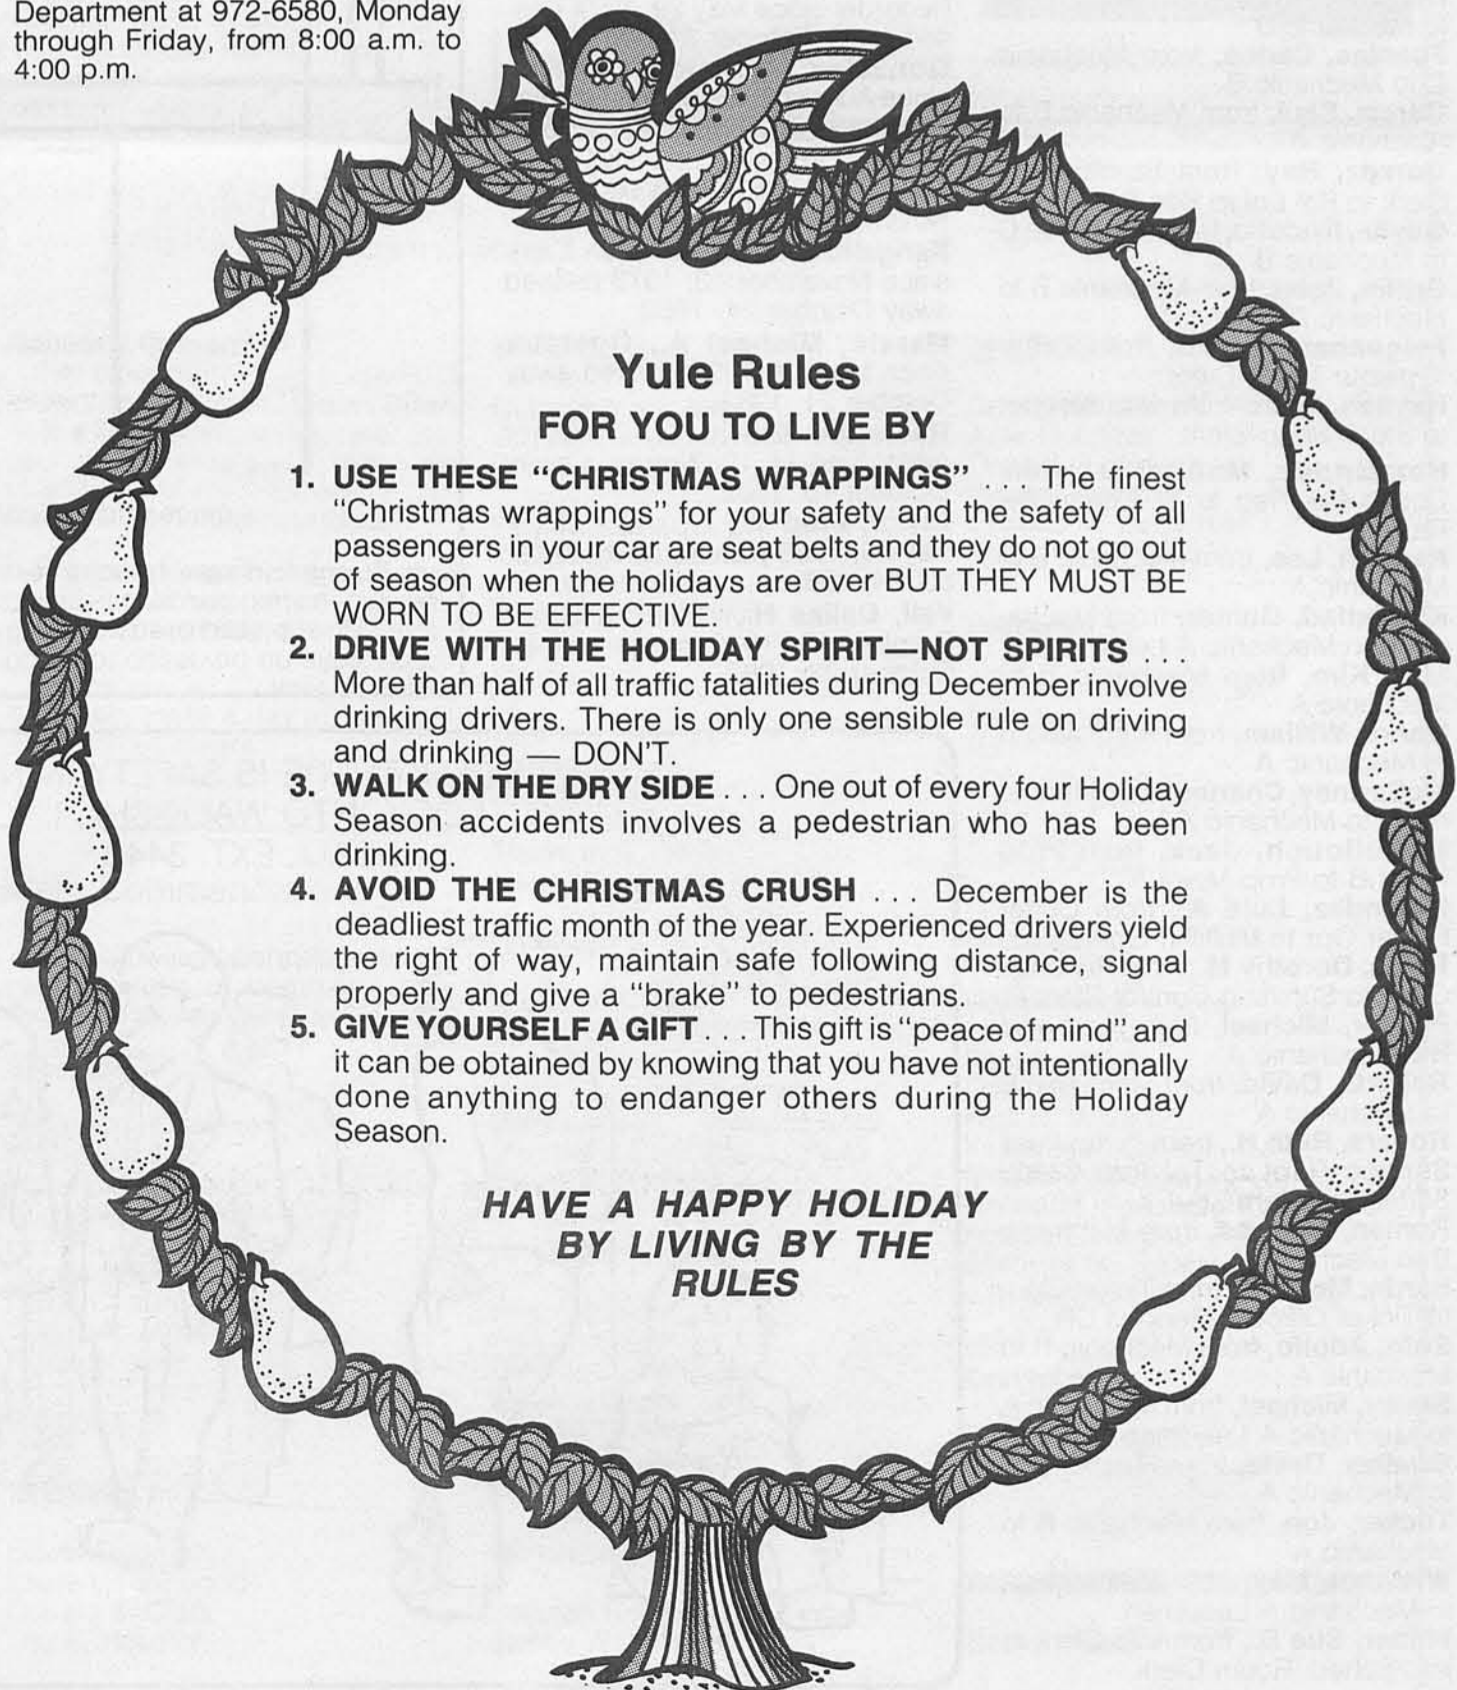 Department at 972-6580, Monday
through Friday, from 8:00 a.m. to
4:00 p.m.
Yule Rules
FOR YOU TO LIVE BY
1. USE THESE “CHRISTMAS WRAPPINGS” . . . The finest
“Christmas wrappings” for your safety and the safety of all
passengers in your car are seat belts and they do not go out
of season when the holidays are over BUT THEY MUST BE
WORN TO BE EFFECTIVE.
2. DRIVE WITH THE HOLIDAY SPIRIT—NOT SPIRITS . . .
More than half of all traffic fatalities during December involve
drinking drivers. There is only one sensible rule on driving
and drinking — DON'T.
3. WALK ON THE DRY SIDE . . . One out of every four Holiday
Season accidents involves a pedestrian who has been
drinking.
4. AVOID THE CHRISTMAS CRUSH . . . December is the
deadliest traffic month of the year. Experienced drivers yield
the right of way, maintain safe following distance, signal
properly and give a “brake” to pedestrians.
5. GIVE YOURSELF A GIFT . . . This gift is “peace of mind” and
it can be obtained by knowing that you have not intentionally
done anything to endanger others during the Holiday
Season.
HAVE A HAPPY HOLIDAY
BY LIVING BY THE
RULES